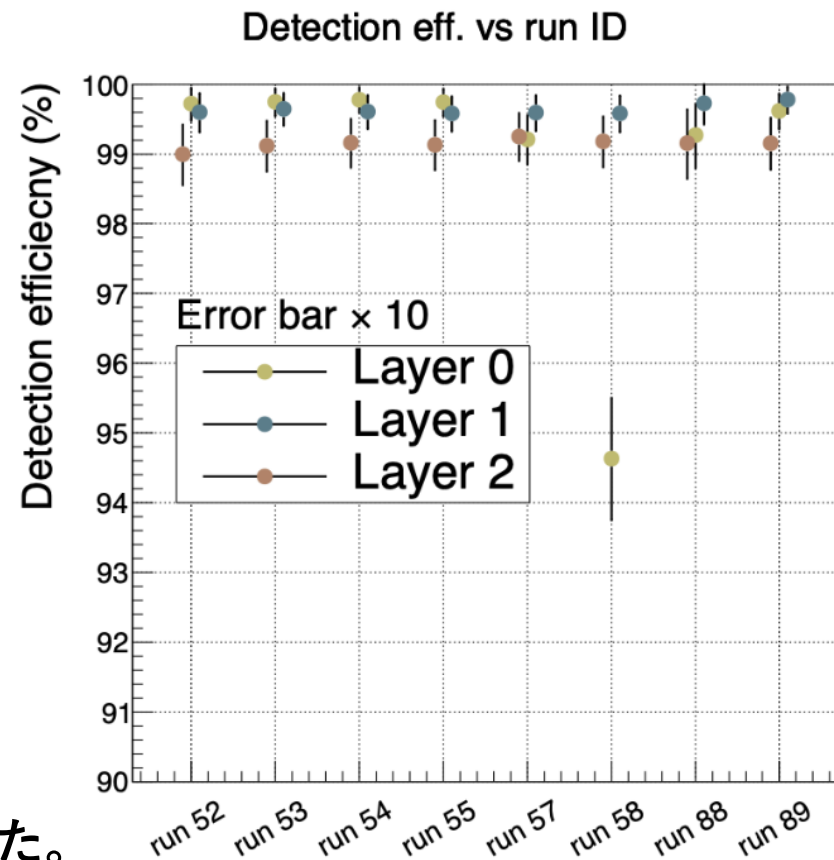 Detection eff. vs run ID
Detection efficiecny (%)
100
99
98
97
96
95
94
93
92
91
90
Error bar × 10
Layer 0
Layer 1
Layer 2
run 52
run 53
run 54
run 55
run 57
run 58
run 88
run 89
た。